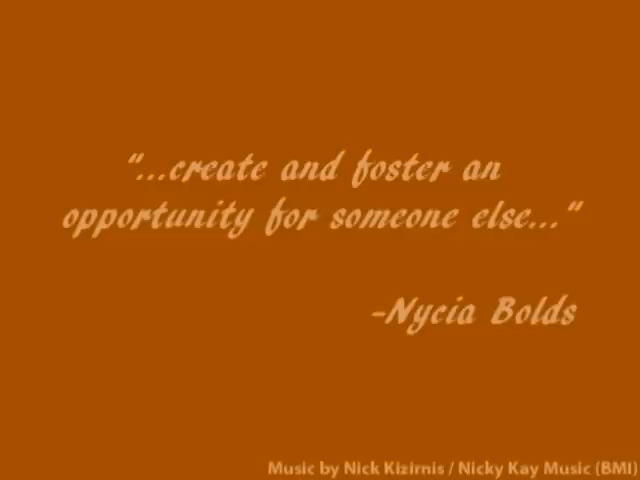 "...create and foster an
opportunity for someone else..."
-Nycia Bolds
Music by Nick Kizirnis / Nicky Kay Music (BMI)